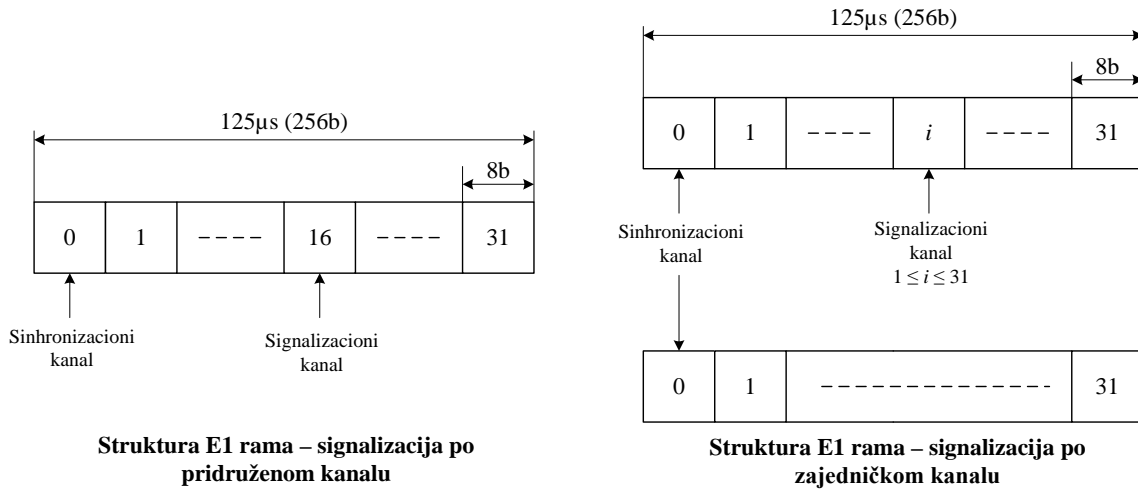 125µs (256b)
8b
0 1 16 31
Sinhronizacioni
kanal
Signalizacioni
kanal
Struktura E1 rama – signalizacija po
pridruženom kanalu
125µs (256b)
8b
0 1 i 31
Sinhronizacioni
kanal
Signalizacioni
kanal
1 ≤ i ≤ 31
0 1 31
Struktura E1 rama – signalizacija po
zajedničkom kanalu